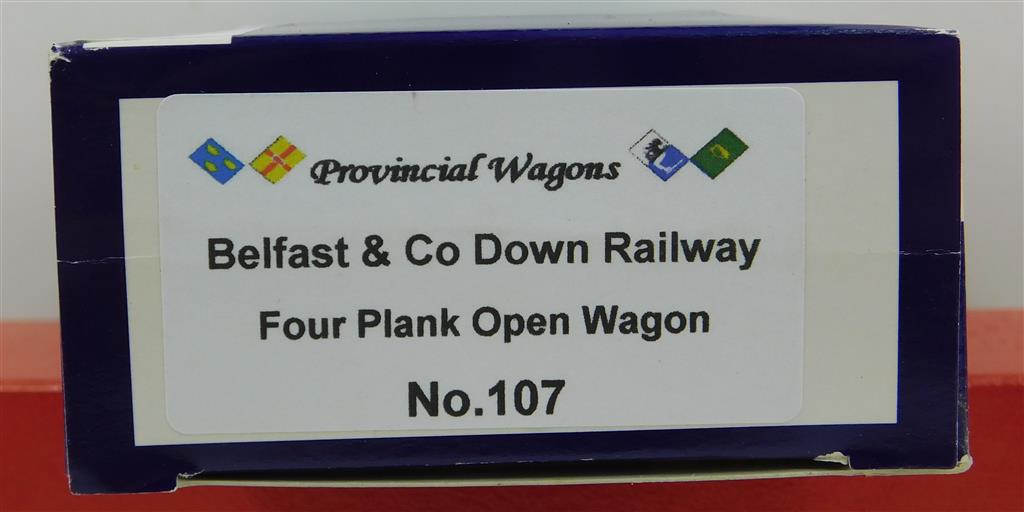 Provincial Wagons
Belfast & Co Down Railway
Four Plank Open Wagon
No.107